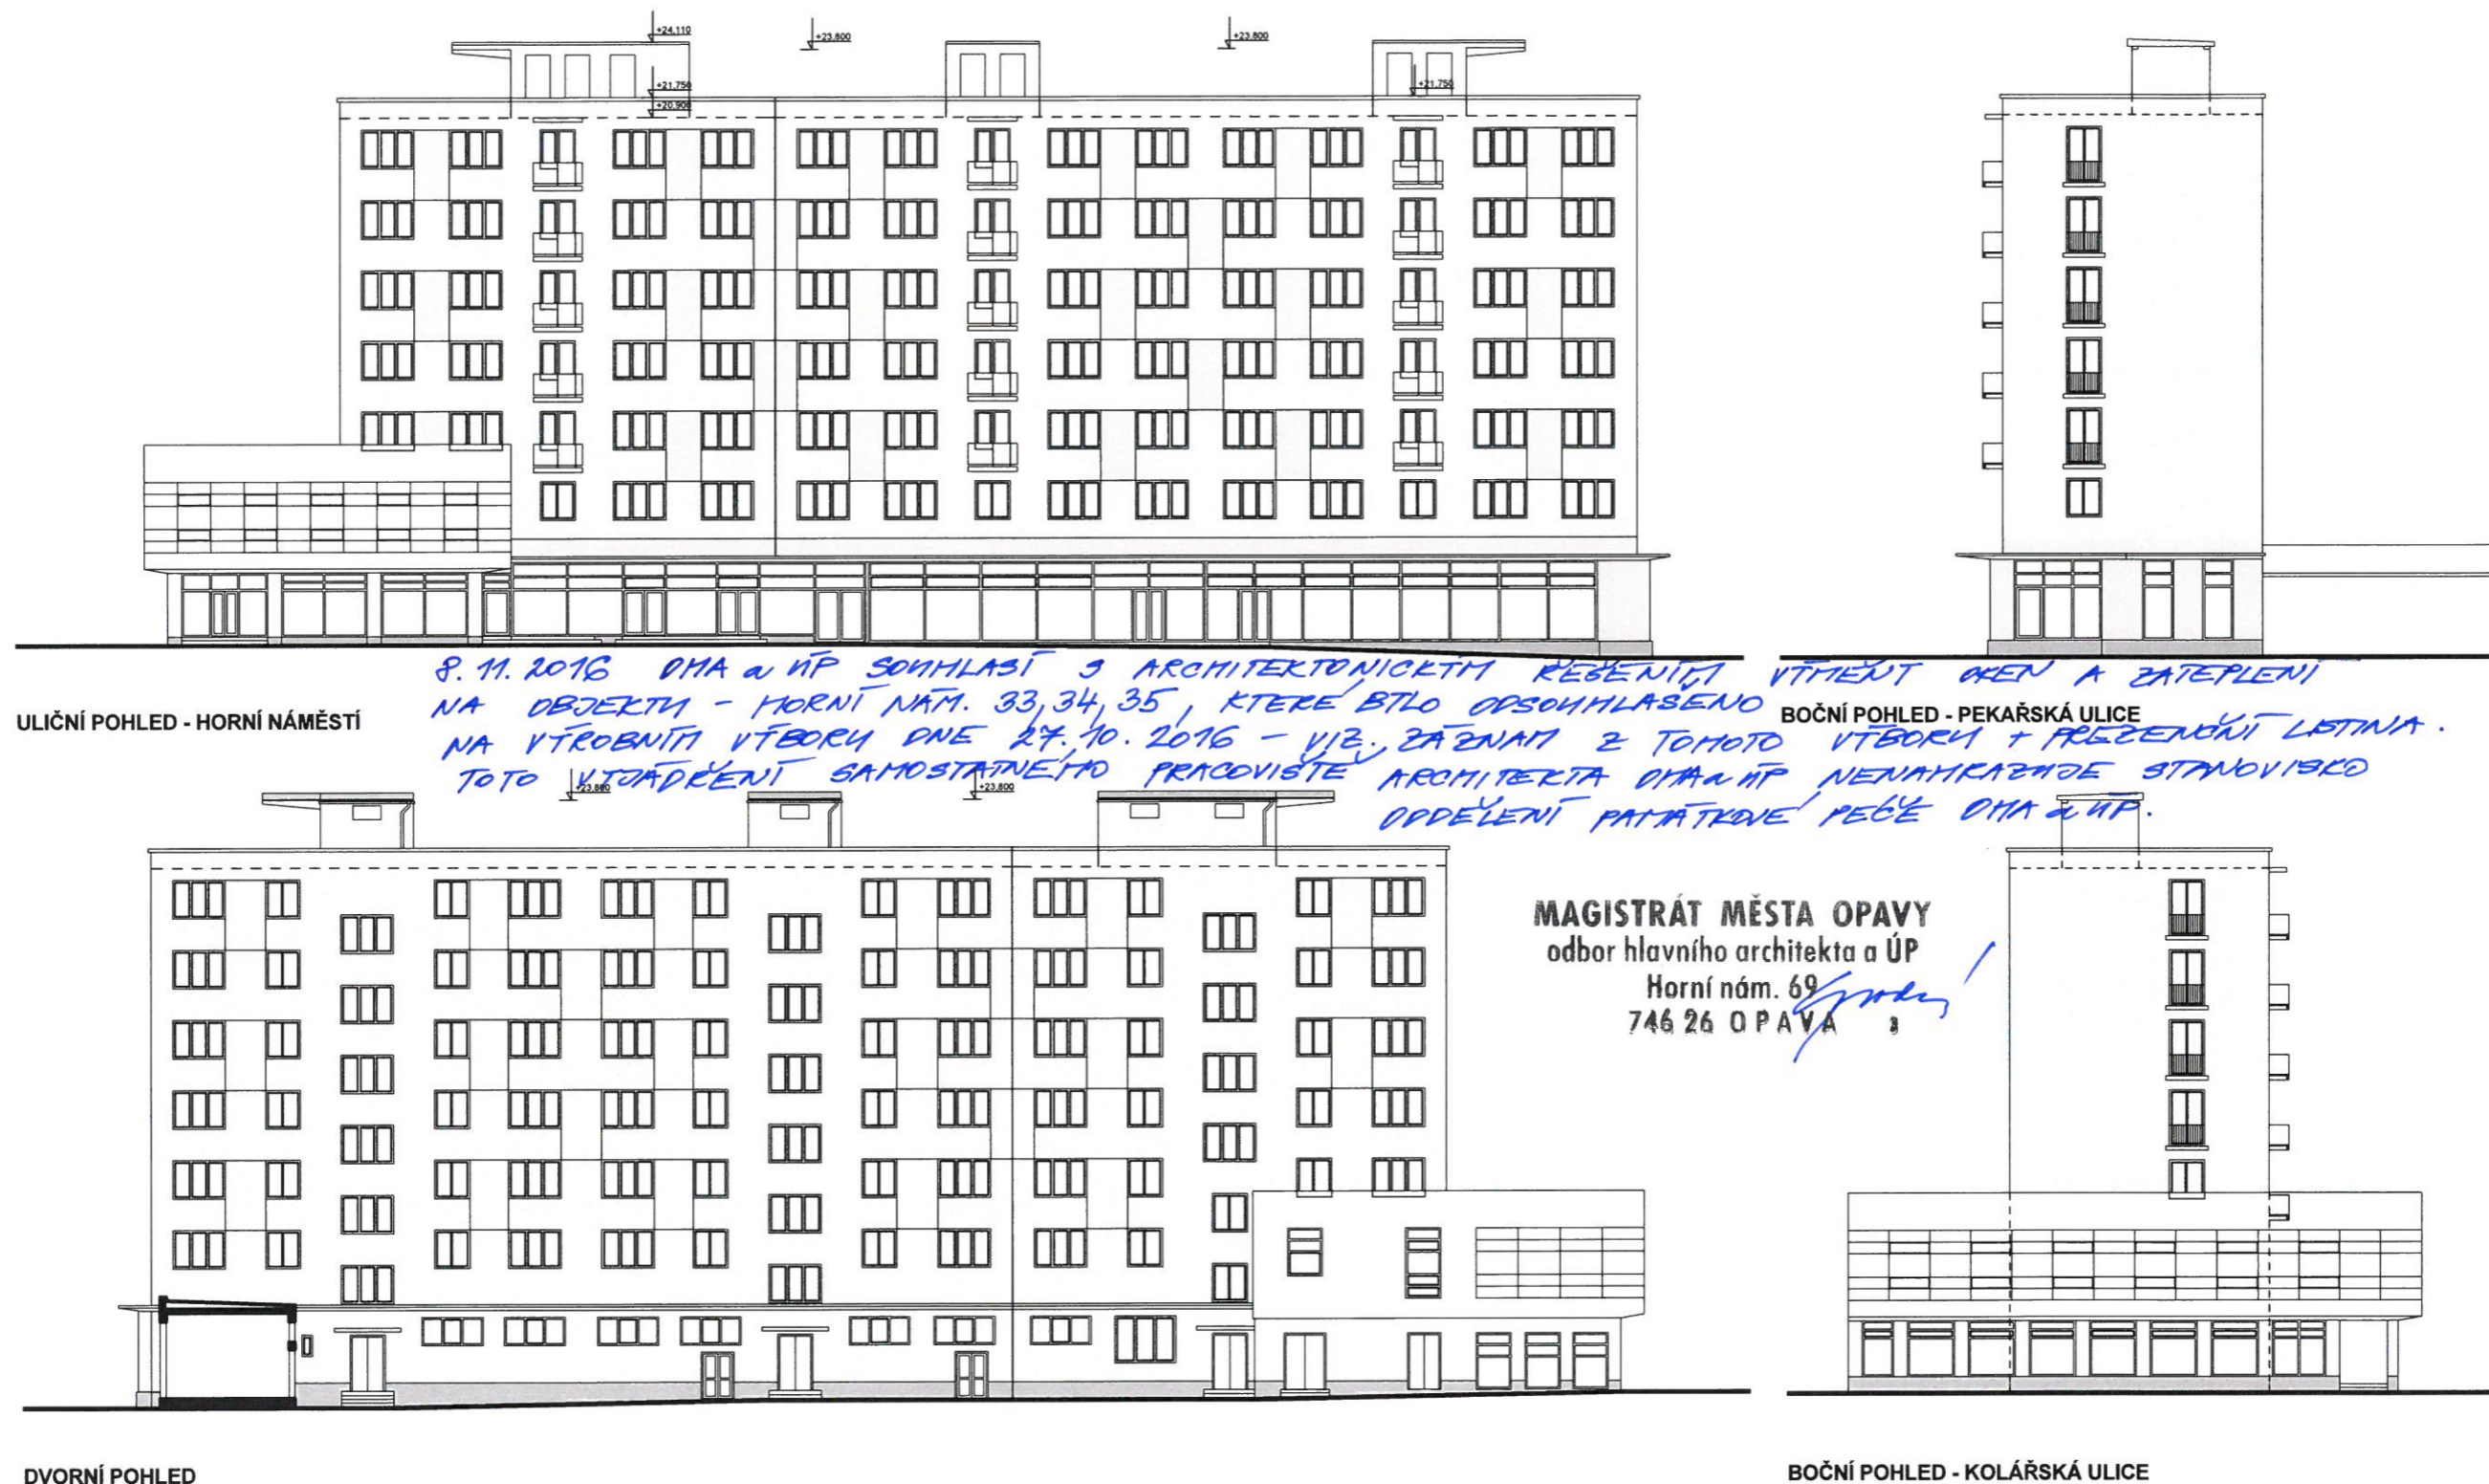 +24,110
+23,800
+23,800
+21,750
+20,900
+21,750
8. 11. 2016 OHA a ÚP SOUHLASÍ S ARCHITEKTONICKÝM ŘEŠENÍM VÝMĚNY OKEN A ZATEPLENÍ
NA OBJEKTU - HORNÍ NÁM. 33, 34, 35, KTERÉ BYLO ODSOUHLASENO
NA VÝROBNÍM VÝBORU DNE 27. 10. 2016 - VIZ. ZÁZNAM Z TOHOTO VÝBORU + PREZENČNÍ LISTINA.
TOTO VYJÁDŘENÍ SAMOSTATNÉHO PRACOVIŠTĚ ARCHITEKTA OHA a ÚP NENAHRAZUJE STANOVISKO
ODDĚLENÍ PAMÁTKOVÉ PÉČE OHA a ÚP.
ULIČNÍ POHLED - HORNÍ NÁMĚSTÍ
BOČNÍ POHLED - PEKAŘSKÁ ULICE
+23,800
+23,800
MAGISTRÁT MĚSTA OPAVY
odbor hlavního architekta a ÚP
Horní nám. 69
746 26 OPAVA 3
DVORNÍ POHLED
BOČNÍ POHLED - KOLÁŘSKÁ ULICE